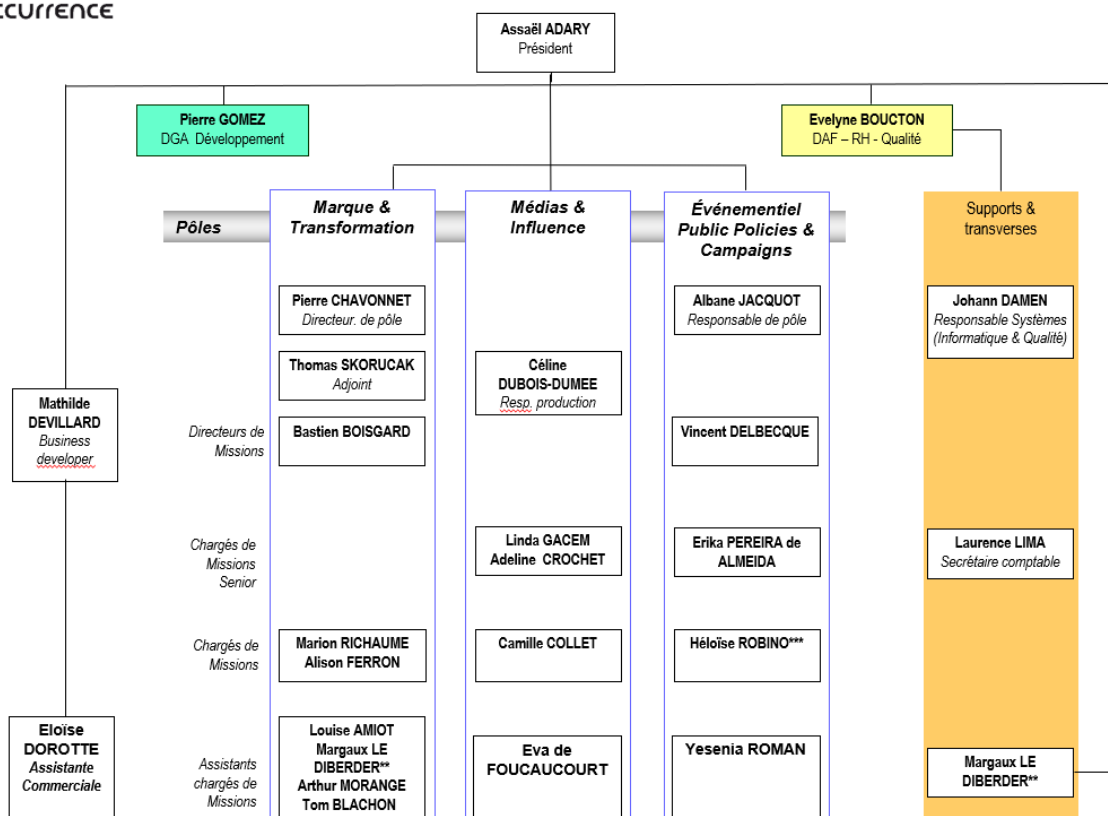 CCURRENCE
Assaël ADARY
Président
Pierre GOMEZ
DGA Développement
Evelyne BOUCTON
DAF – RH - Qualité
Pôles
Marque &
Transformation
Médias &
Influence
Événementiel
Public Policies &
Campaigns
Supports &
transverses
Pierre CHAVONNET
Directeur. de pôle
Albane JACQUOT
Responsable de pôle
Johann DAMEN
Responsable Systèmes
(Informatique & Qualité)
Thomas SKORUCAK
Adjoint
Céline
DUBOIS-DUMEE
Resp. production
Mathilde
DEVILLARD
Business
developer
Directeurs de
Missions
Bastien BOISGARD
Vincent DELBECQUE
Chargés de
Missions
Senior
Linda GACEM
Adeline CROCHET
Erika PEREIRA de
ALMEIDA
Laurence LIMA
Secrétaire comptable
Chargés de
Missions
Marion RICHAUME
Alison FERRON
Camille COLLET
Héloïse ROBINO***
Eloïse
DOROTTE
Assistante
Commerciale
Assistants
chargés de
Missions
Louise AMIOT
Margaux LE
DIBERDER**
Arthur MORANGE
Tom BLACHON
Eva de
FOUCAUCOURT
Yesenia ROMAN
Margaux LE
DIBERDER**